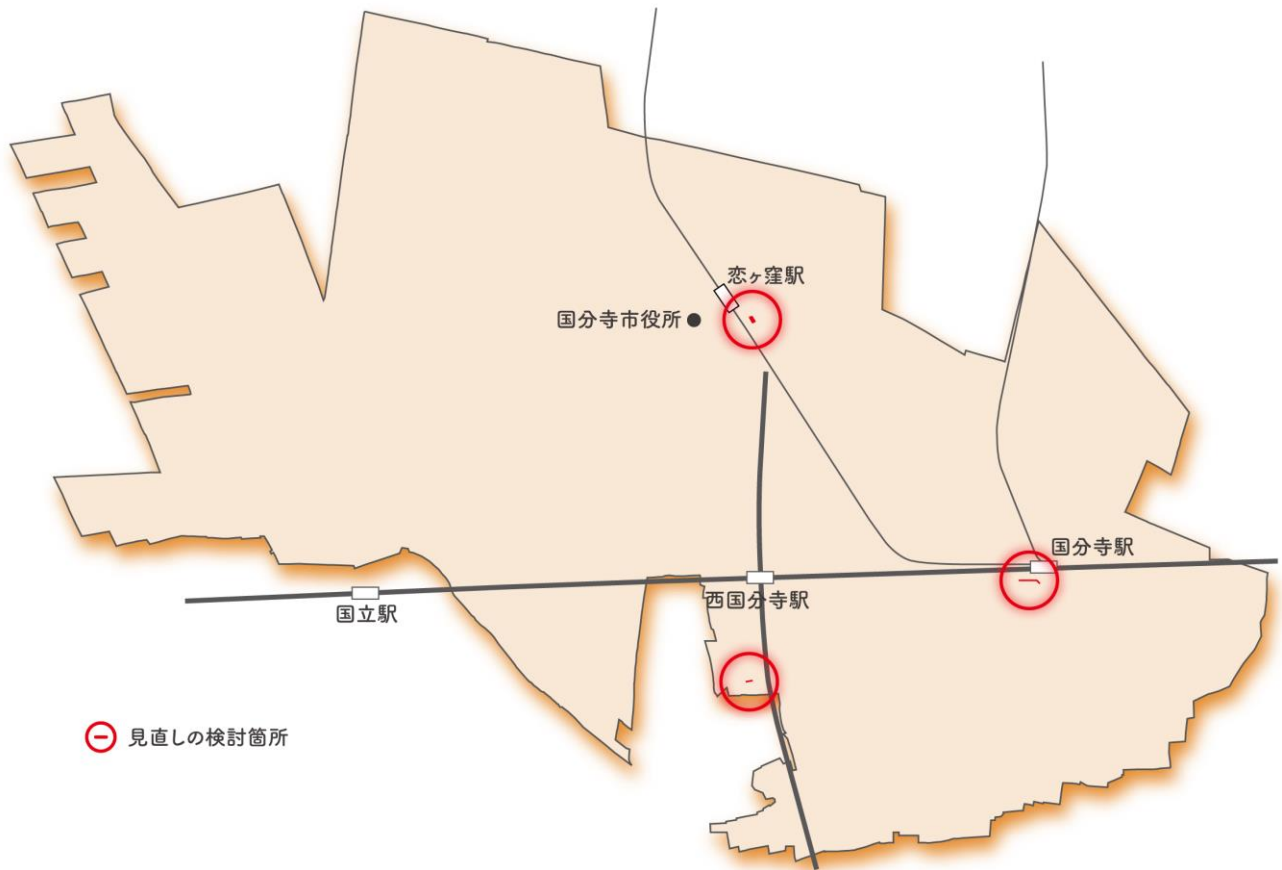 恋ヶ窪駅
国分寺市役所
国分寺駅
西国分寺駅
国立駅
見直しの検討箇所